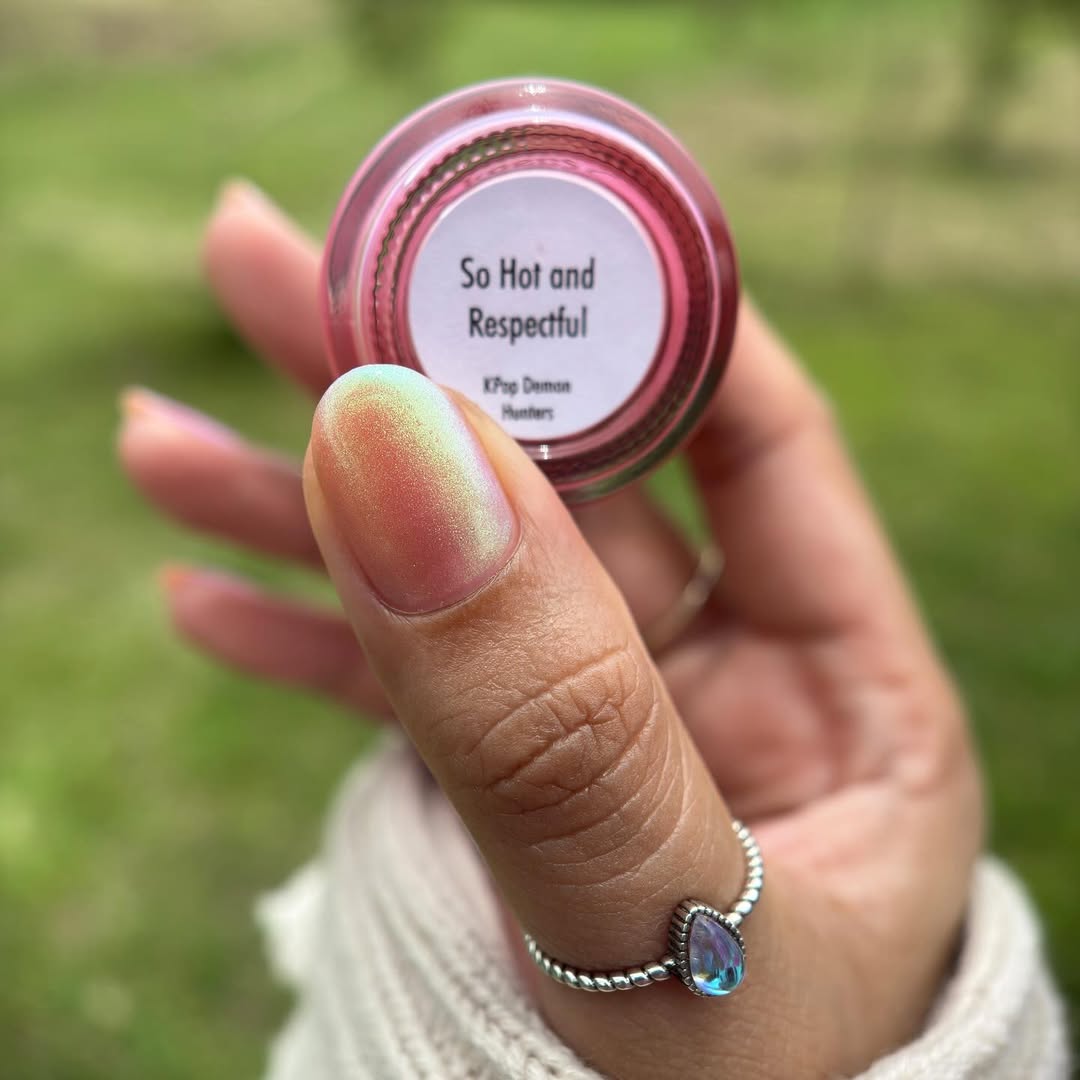 So Hot and
Respectful
KPop Demon
Hunters